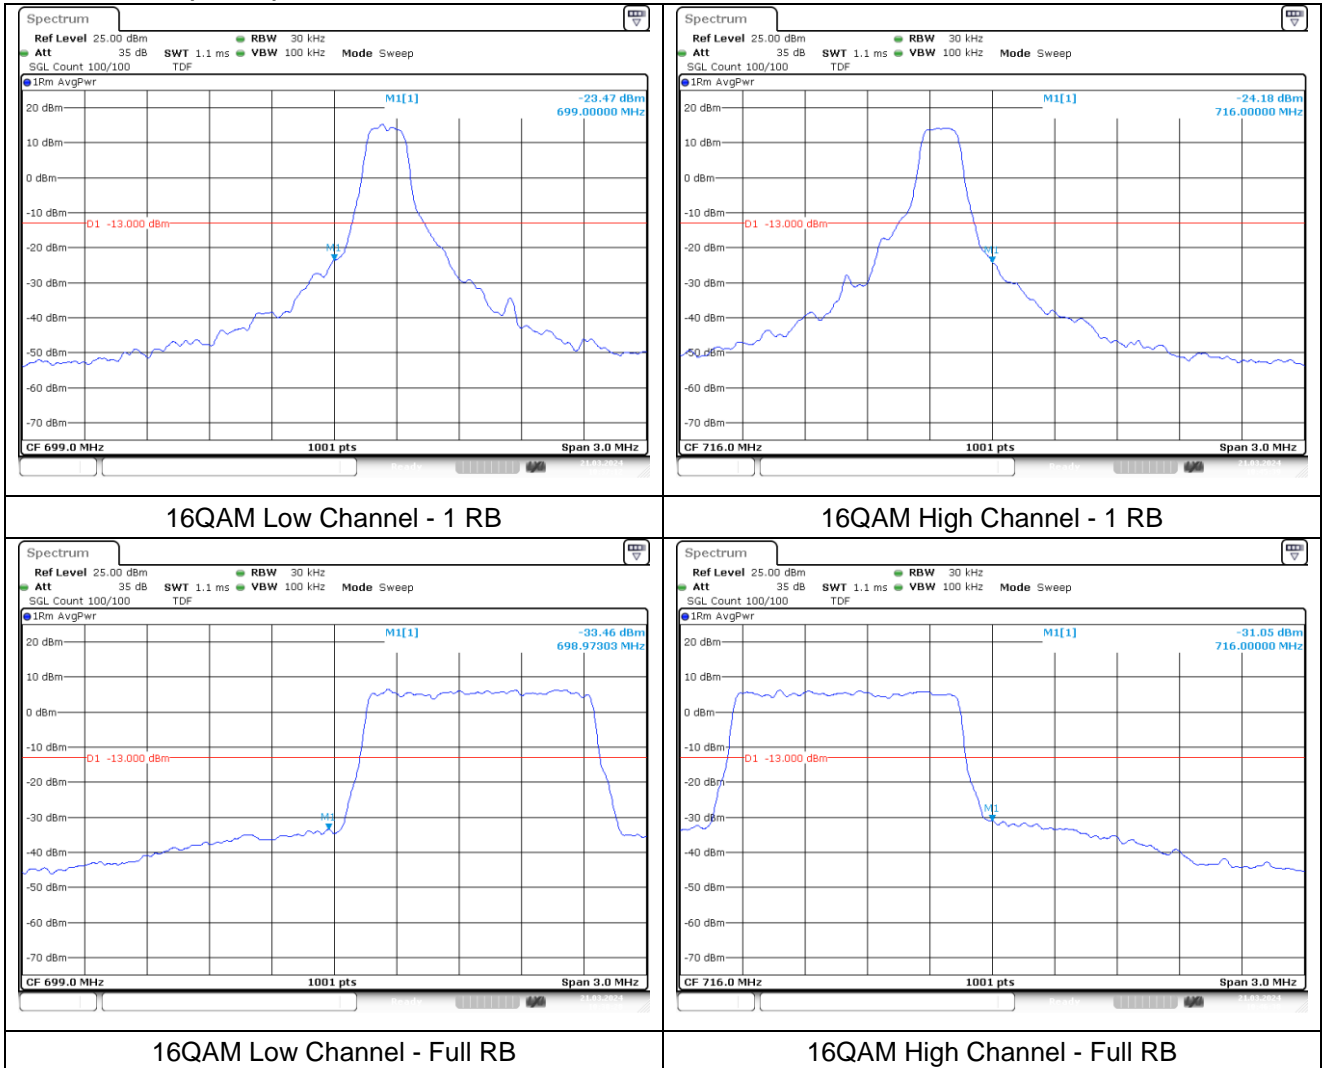 Spectrum
Ref Level 25.00 dBm RBW 30 kHz
Att 35 dB SWT 1.1 ms VBW 100 kHz Mode Sweep
SGL Count 100/100 TDF
1Rm AvgPwr
M1[1] -23.47 dBm
699.00000 MHz
20 dBm
10 dBm
0 dBm
-10 dBm
D1 -13.000 dBm
-20 dBm
M1
-30 dBm
-40 dBm
-50 dBm
-60 dBm
-70 dBm
CF 699.0 MHz 1001 pts Span 3.0 MHz
Ready 21.03.2024
16QAM Low Channel - 1 RB
Spectrum
Ref Level 25.00 dBm RBW 30 kHz
Att 35 dB SWT 1.1 ms VBW 100 kHz Mode Sweep
SGL Count 100/100 TDF
1Rm AvgPwr
M1[1] -24.18 dBm
716.00000 MHz
20 dBm
10 dBm
0 dBm
-10 dBm
D1 -13.000 dBm
-20 dBm
M1
-30 dBm
-40 dBm
-50 dBm
-60 dBm
-70 dBm
CF 716.0 MHz 1001 pts Span 3.0 MHz
Ready 21.03.2024
16QAM High Channel - 1 RB
Spectrum
Ref Level 25.00 dBm RBW 30 kHz
Att 35 dB SWT 1.1 ms VBW 100 kHz Mode Sweep
SGL Count 100/100 TDF
1Rm AvgPwr
M1[1] -33.46 dBm
698.97303 MHz
20 dBm
10 dBm
0 dBm
-10 dBm
D1 -13.000 dBm
-20 dBm
-30 dBm
M1
-40 dBm
-50 dBm
-60 dBm
-70 dBm
CF 699.0 MHz 1001 pts Span 3.0 MHz
Ready 21.03.2024
16QAM Low Channel - Full RB
Spectrum
Ref Level 25.00 dBm RBW 30 kHz
Att 35 dB SWT 1.1 ms VBW 100 kHz Mode Sweep
SGL Count 100/100 TDF
1Rm AvgPwr
M1[1] -31.05 dBm
716.00000 MHz
20 dBm
10 dBm
0 dBm
-10 dBm
D1 -13.000 dBm
-20 dBm
M1
-30 dBm
-40 dBm
-50 dBm
-60 dBm
-70 dBm
CF 716.0 MHz 1001 pts Span 3.0 MHz
Ready 21.03.2024
16QAM High Channel - Full RB